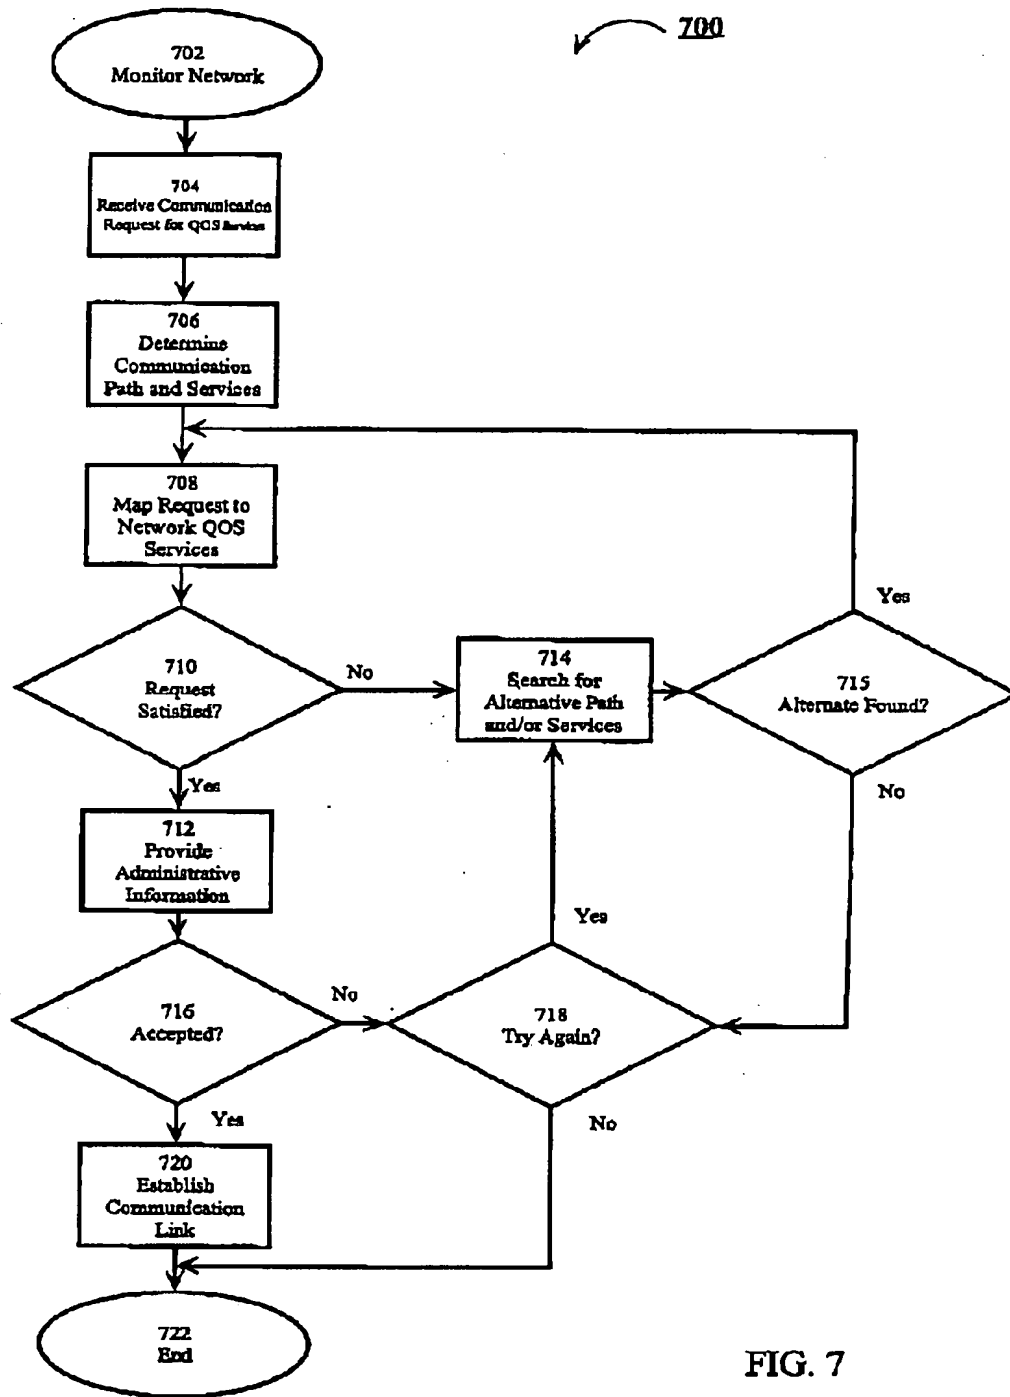 700
702
Monitor Network
704
Receive Communication
Request for QOS Services
706
Determine
Communication
Path and Services
708
Map Request to
Network QOS
Services
710
Request
Satisfied?
No
Yes
714
Search for
Alternative Path
and/or Services
715
Alternate Found?
Yes
No
712
Provide
Administrative
Information
716
Accepted?
No
Yes
718
Try Again?
Yes
No
720
Establish
Communication
Link
722
End
FIG. 7